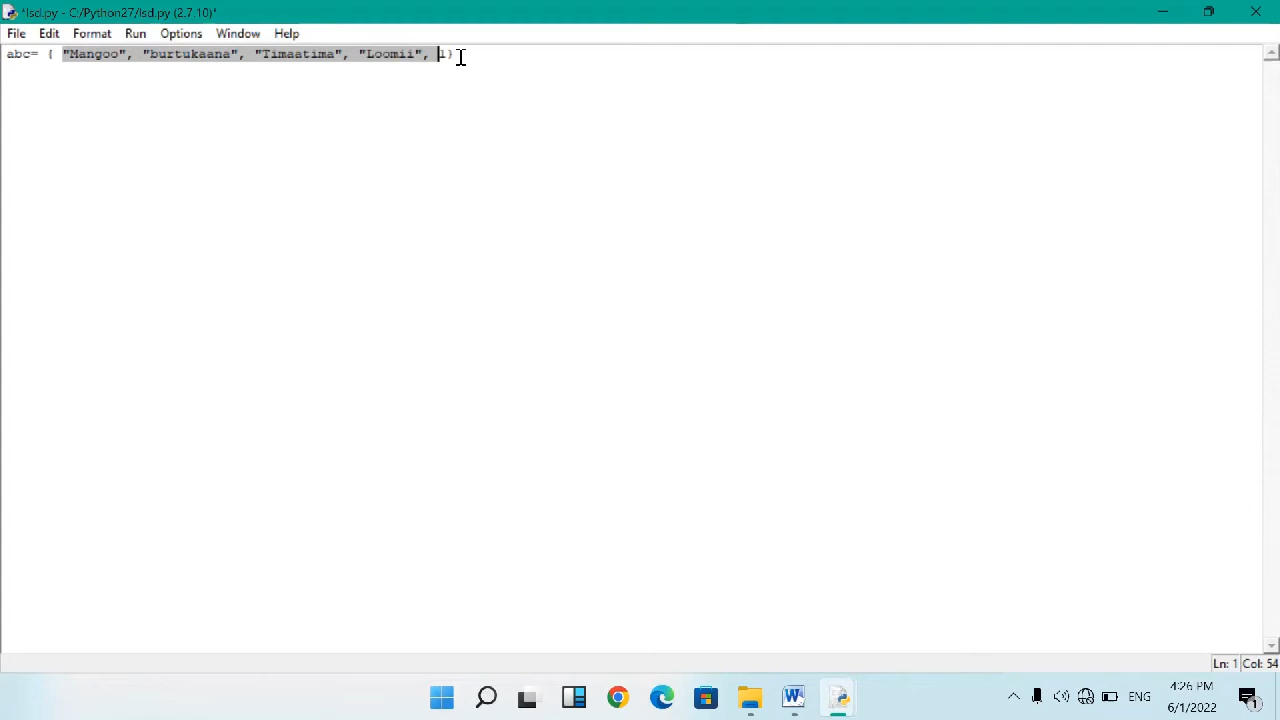 *lsd.py - C:/Python27/lsd.py (2.7.10)*
File Edit Format Run Options Window Help
abc= { "Mangoo", "burtukaana", "Timaatima", "Loomii", 1}
Ln: 1 Col: 54
ENG
4:26 PM
6/1/2022
1